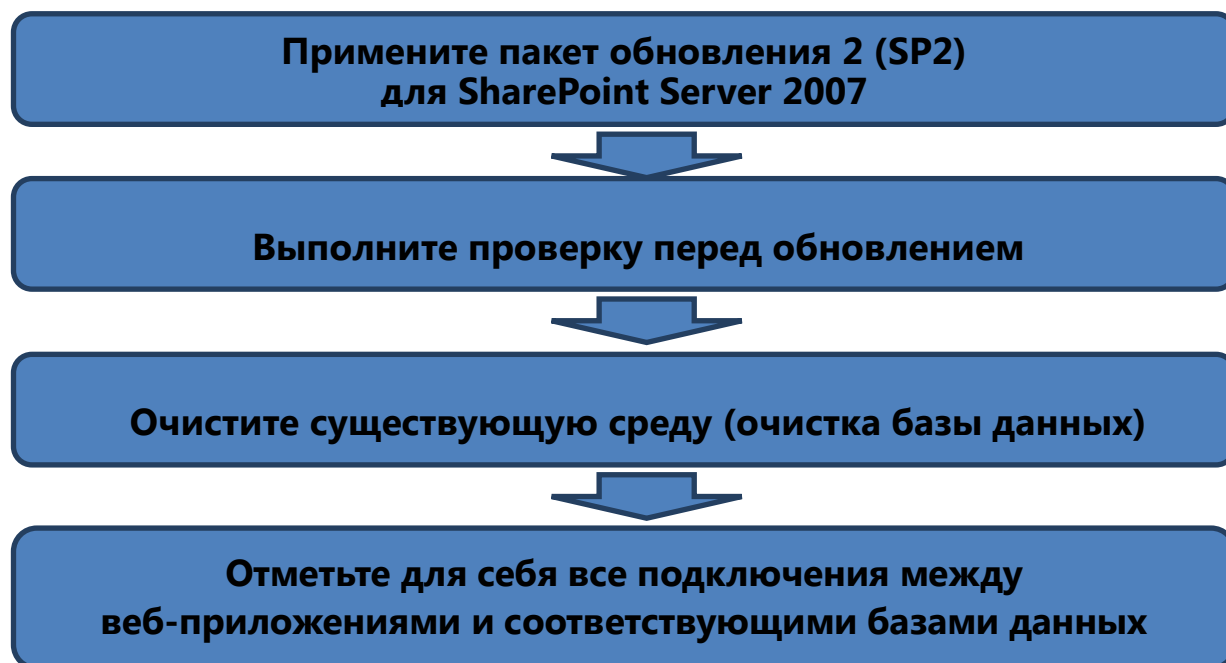 Примените пакет обновления 2 (SP2)
для SharePoint Server 2007
Выполните проверку перед обновлением
Очистите существующую среду (очистка базы данных)
Отметьте для себя все подключения между
веб-приложениями и соответствующими базами данных